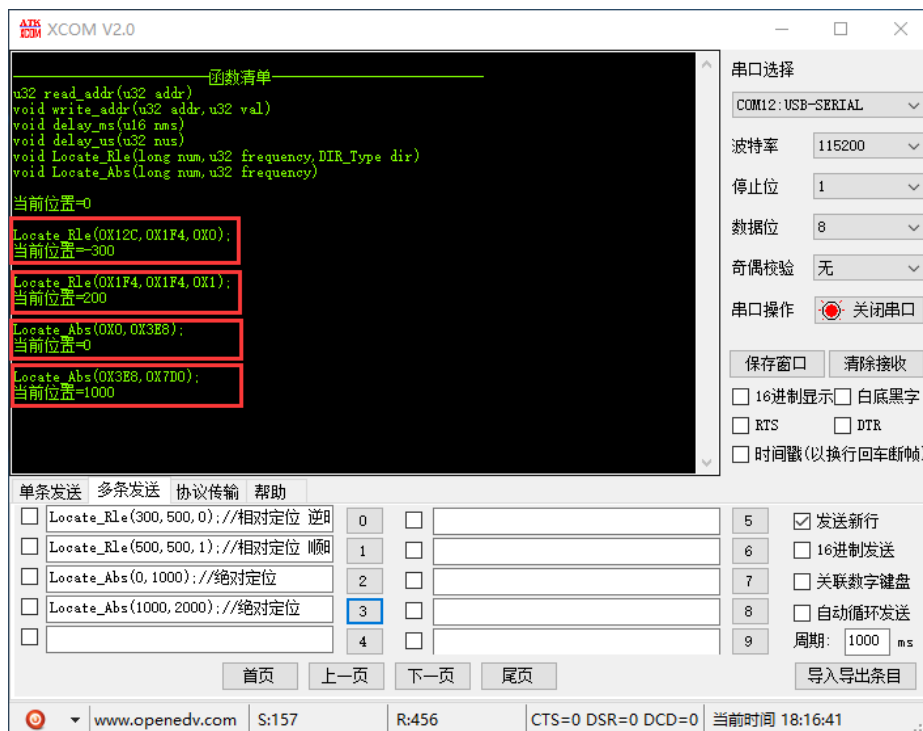 ATK
XCOM
XCOM V2.0
函数清单
u32 read_addr(u32 addr)
void write_addr(u32 addr,u32 val)
void delay_ms(u16 nms)
void delay_us(u32 nus)
void Locate_Rle(long num,u32 frequency,DIR_Type dir)
void Locate_Abs(long num,u32 frequency)
当前位置=0
Locate_Rle(0X12C,0X1F4,0X0);
当前位置=-300
Locate_Rle(0X1F4,0X1F4,0X1);
当前位置=200
Locate_Abs(0X0,0X3E8);
当前位置=0
Locate_Abs(0X3E8,0X7D0);
当前位置=1000
串口选择
COM12:USB-SERIAL
波特率 115200
停止位 1
数据位 8
奇偶校验 无
串口操作 关闭串口
保存窗口 清除接收
16进制显示 白底黑字
RTS DTR
时间戳(以换行回车断帧)
单条发送 多条发送 协议传输 帮助
Locate_Rle(300,500,0);//相对定位 逆 0 5 发送新行
Locate_Rle(500,500,1);//相对定位 顺 1 6 16进制发送
Locate_Abs(0,1000);//绝对定位 2 7 关联数字键盘
Locate_Abs(1000,2000);//绝对定位 3 8 自动循环发送
4 9 周期: 1000 ms
首页 上一页 下一页 尾页 导入导出条目
www.openedv.com S:157 R:456 CTS=0 DSR=0 DCD=0 当前时间 18:16:41